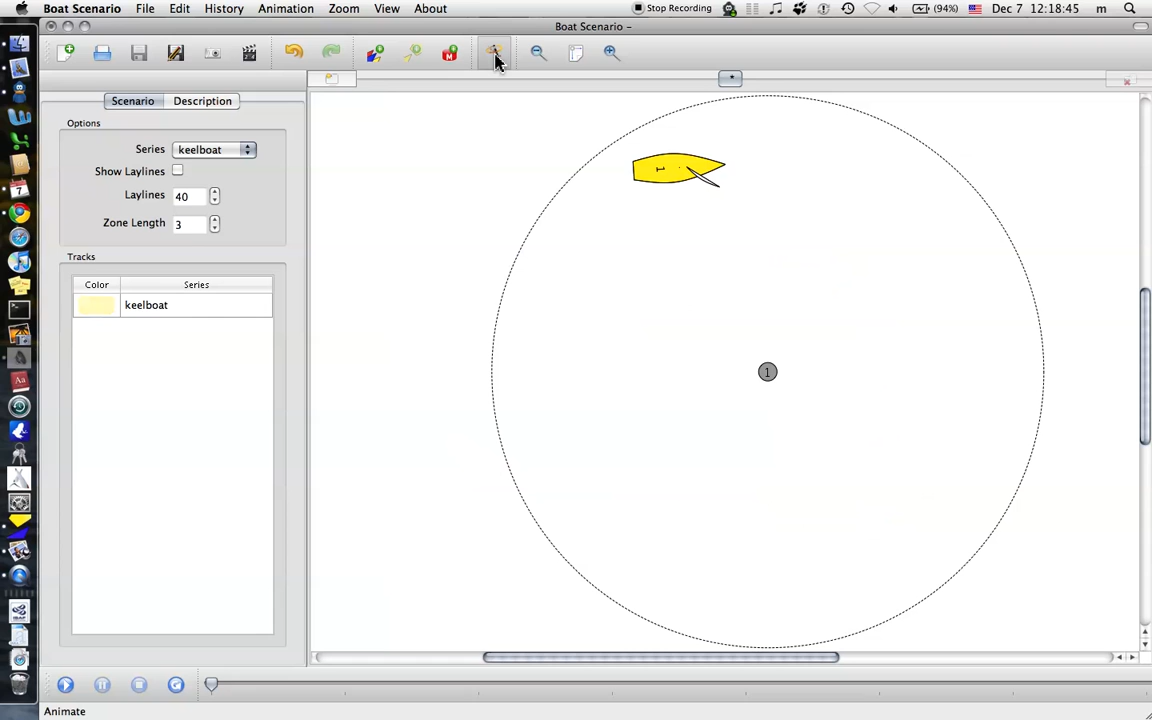 Boat Scenario File Edit History Animation Zoom View About Stop Recording (94%) Dec 7 12:18:45 m
Boat Scenario –
*
Scenario Description
Options
Series keelboat
Show Laylines
Laylines 40
Zone Length 3
Tracks
Color Series
keelboat
1
1
Animate